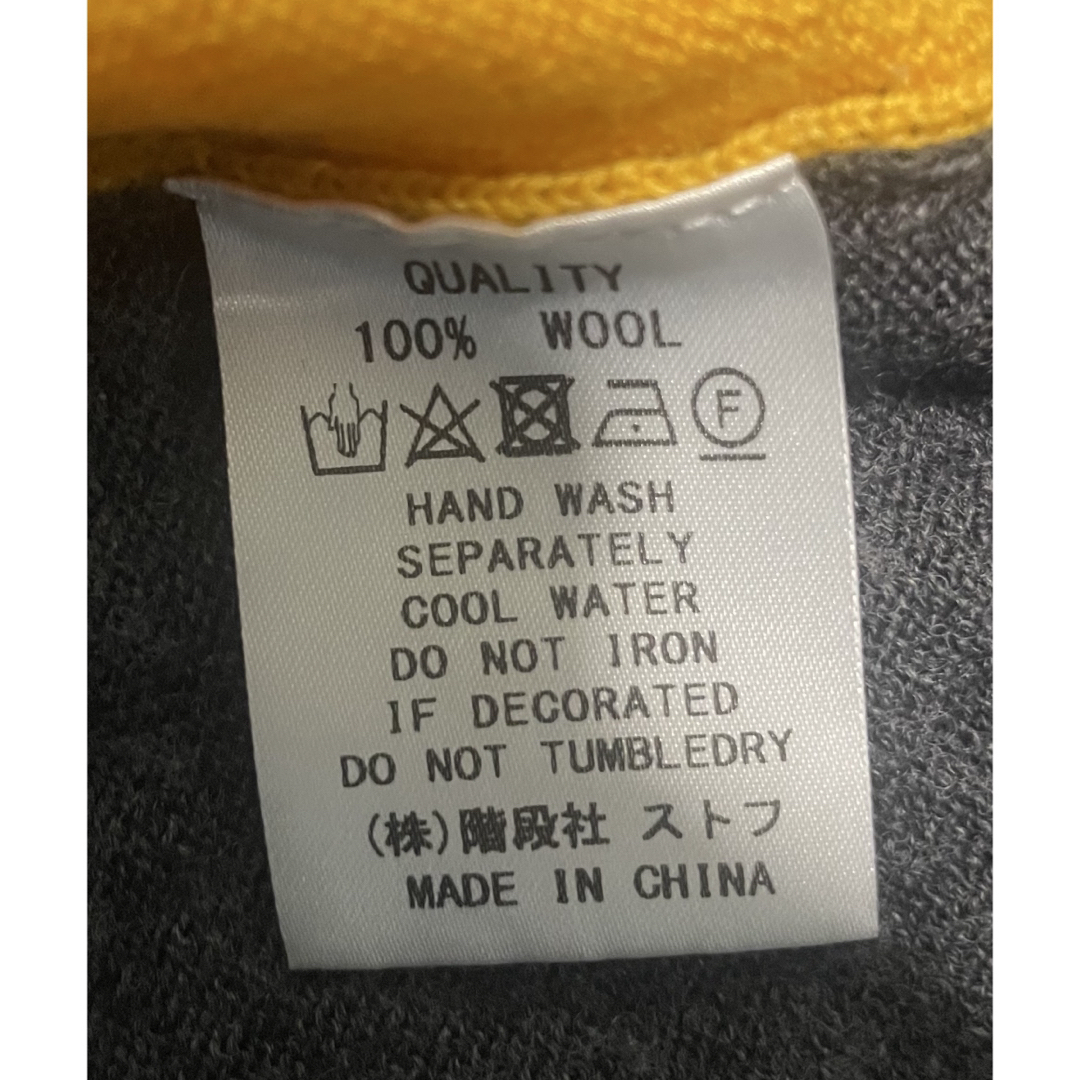 QUALITY
100% WOOL
F
HAND WASH
SEPARATELY
COOL WATER
DO NOT IRON
IF DECORATED
DO NOT TUMBLEDRY
(株)階段社 ストフ
MADE IN CHINA